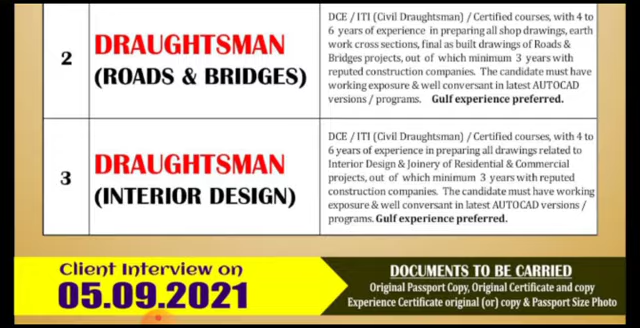 2
DRAUGHTSMAN
(ROADS & BRIDGES)
DCE / ITI (Civil Draughtsman) / Certified courses, with 4 to
6 years of experience in preparing all shop drawings, earth
work cross sections, final as built drawings of Roads &
Bridges projects, out of which minimum 3 years with
reputed construction companies. The candidate must have
working exposure & well conversant in latest AUTOCAD
versions / programs. Gulf experience preferred.
3
DRAUGHTSMAN
(INTERIOR DESIGN)
DCE / ITI (Civil Draughtsman) / Certified courses, with 4 to
6 years of experience in preparing all drawings related to
Interior Design & Joinery of Residential & Commercial
projects, out of which minimum 3 years with reputed
construction companies. The candidate must have working
exposure & well conversant in latest AUTOCAD versions /
programs. Gulf experience preferred.
Client Interview on
05.09.2021
DOCUMENTS TO BE CARRIED
Original Passport Copy, Original Certificate and copy
Experience Certificate original (or) copy & Passport Size Photo